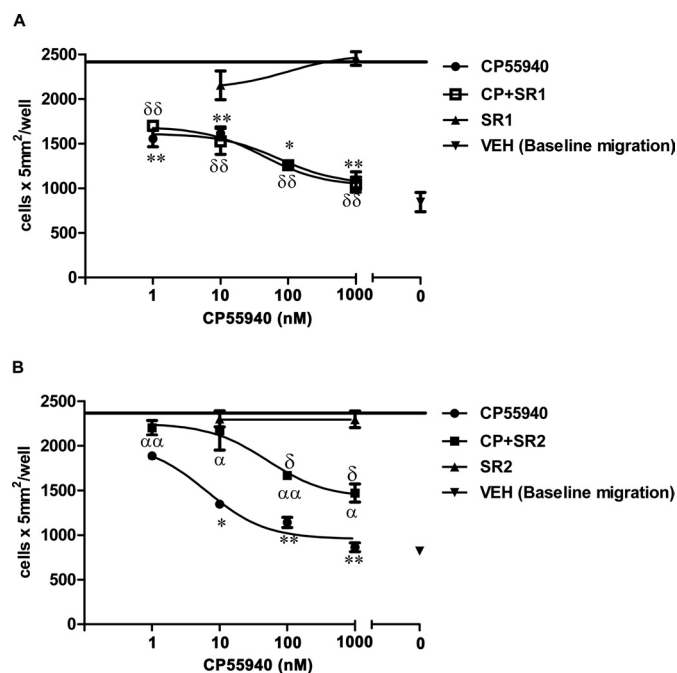 A
2500
2000
1500
1000
500
0
cells x 5mm²/well
δδ
**
**
δδ
*
δδ
**
δδ
1 10 100 1000 0
CP55940 (nM)
CP55940
CP+SR1
SR1
VEH (Baseline migration)
B
2500
2000
1500
1000
500
0
cells x 5mm²/well
αα
α
δ
αα
δ
α
*
**
**
1 10 100 1000 0
CP55940 (nM)
CP55940
CP+SR2
SR2
VEH (Baseline migration)